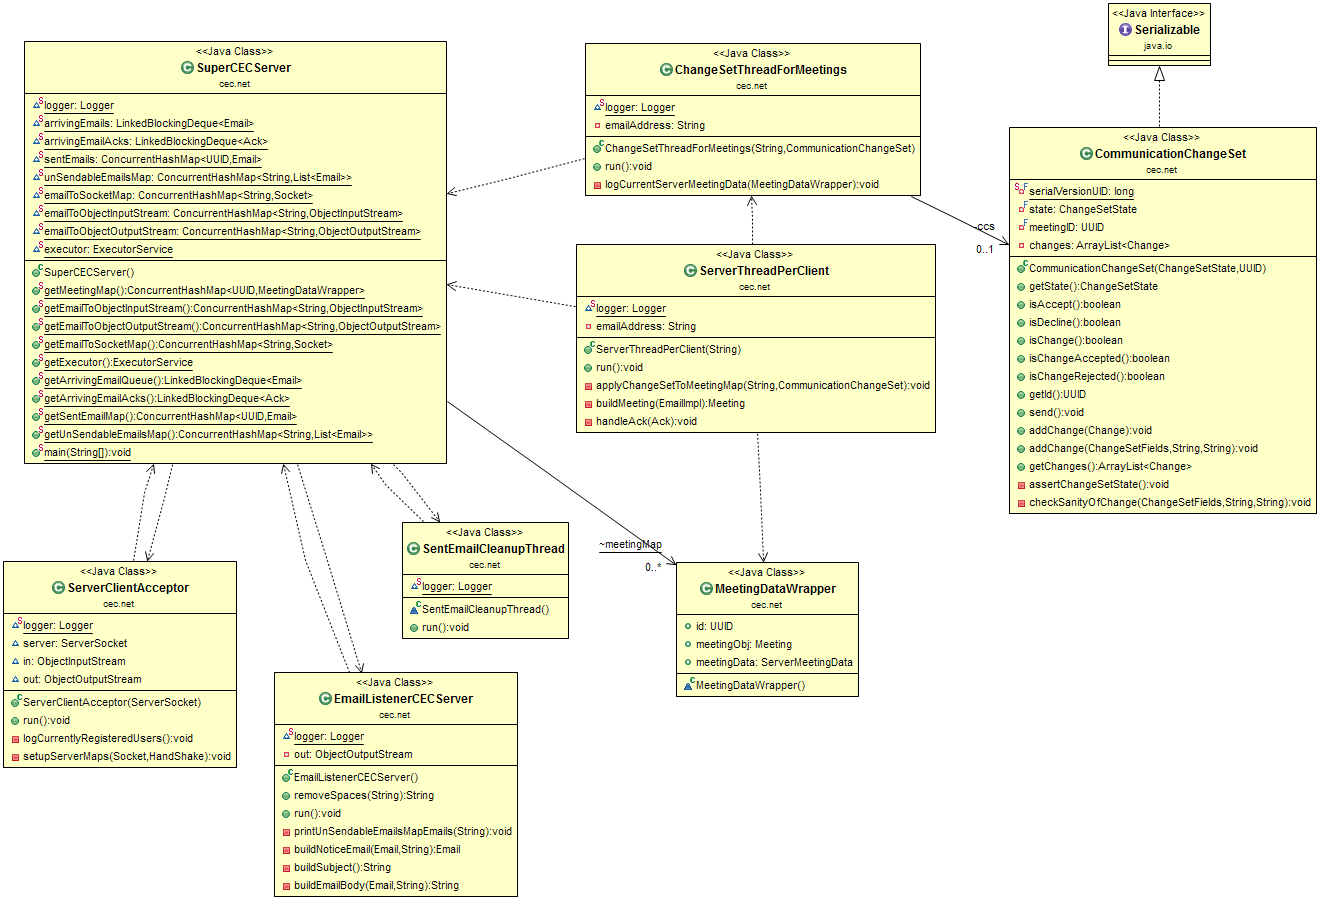 <<Java Class>>
SuperCECServer
cec.net
logger: Logger
arrivingEmails: LinkedBlockingDeque<Email>
arrivingEmailAcks: LinkedBlockingDeque<Ack>
sentEmails: ConcurrentHashMap<UUID,Email>
unSendableEmailsMap: ConcurrentHashMap<String,List<Email>>
emailToSocketMap: ConcurrentHashMap<String,Socket>
emailToObjectInputStream: ConcurrentHashMap<String,ObjectInputStream>
emailToObjectOutputStream: ConcurrentHashMap<String,ObjectOutputStream>
executor: ExecutorService
SuperCECServer()
getMeetingMap():ConcurrentHashMap<UUID,MeetingDataWrapper>
getEmailToObjectInputStream():ConcurrentHashMap<String,ObjectInputStream>
getEmailToObjectOutputStream():ConcurrentHashMap<String,ObjectOutputStream>
getEmailToSocketMap():ConcurrentHashMap<String,Socket>
getExecutor():ExecutorService
getArrivingEmailQueue():LinkedBlockingDeque<Email>
getArrivingEmailAcks():LinkedBlockingDeque<Ack>
getSentEmailMap():ConcurrentHashMap<UUID,Email>
getUnSendableEmailsMap():ConcurrentHashMap<String,List<Email>>
main(String[]):void
<<Java Class>>
ChangeSetThreadForMeetings
cec.net
logger: Logger
emailAddress: String
ChangeSetThreadForMeetings(String,CommunicationChangeSet)
run():void
logCurrentServerMeetingData(MeetingDataWrapper):void
<<Java Interface>>
Serializable
java.io
<<Java Class>>
CommunicationChangeSet
cec.net
serialVersionUID: long
state: ChangeSetState
meetingID: UUID
changes: ArrayList<Change>
CommunicationChangeSet(ChangeSetState,UUID)
getState():ChangeSetState
isAccept():boolean
isDecline():boolean
isChange():boolean
isChangeAccepted():boolean
isChangeRejected():boolean
getId():UUID
send():void
addChange(Change):void
addChange(ChangeSetFields,String,String):void
getChanges():ArrayList<Change>
assertChangeSetState():void
checkSanityOfChange(ChangeSetFields,String,String):void
-ccs
0..1
<<Java Class>>
ServerThreadPerClient
cec.net
logger: Logger
emailAddress: String
ServerThreadPerClient(String)
run():void
applyChangeSetToMeetingMap(String,CommunicationChangeSet):void
buildMeeting(EmailImpl):Meeting
handleAck(Ack):void
<<Java Class>>
SentEmailCleanupThread
cec.net
logger: Logger
SentEmailCleanupThread()
run():void
~meetingMap
0..*
<<Java Class>>
MeetingDataWrapper
cec.net
id: UUID
meetingObj: Meeting
meetingData: ServerMeetingData
MeetingDataWrapper()
<<Java Class>>
ServerClientAcceptor
cec.net
logger: Logger
server: ServerSocket
in: ObjectInputStream
out: ObjectOutputStream
ServerClientAcceptor(ServerSocket)
run():void
logCurrentlyRegisteredUsers():void
setupServerMaps(Socket,HandShake):void
<<Java Class>>
EmailListenerCECServer
cec.net
logger: Logger
out: ObjectOutputStream
EmailListenerCECServer()
removeSpaces(String):String
run():void
printUnSendableEmailsMapEmails(String):void
buildNoticeEmail(Email,String):Email
buildSubject():String
buildEmailBody(Email,String):String